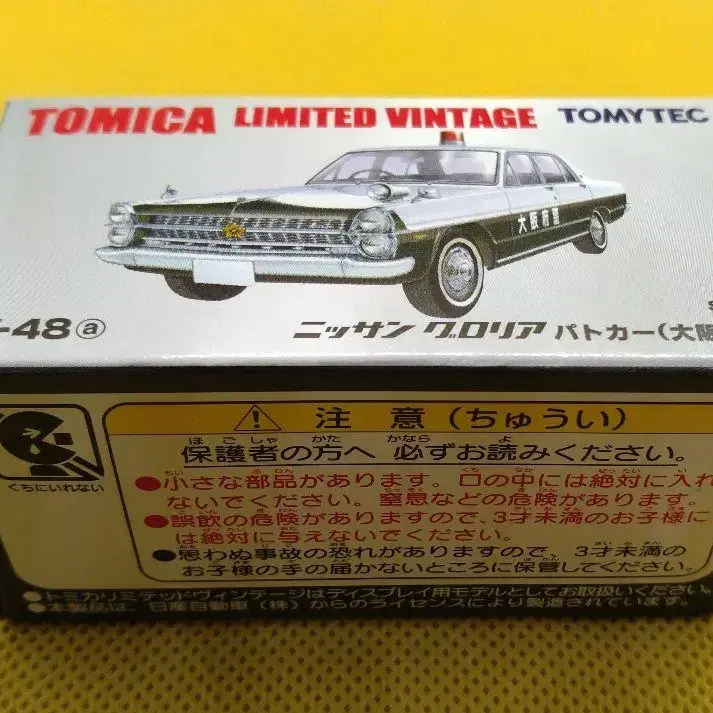 TOMICA LIMITED VINTAGE TOMYTEC
大阪府警
-48ⓐ ニッサン グロリア パトカー(大阪
くちにいれない
⚠ 注意(ちゅうい)
保護者の方へ 必ずお読みください。
ほごしゃ かた かなら よ
●小さな部品があります。口の中には絶対に入れ
ないでください。窒息などの危険があります。
●誤飲の危険がありますので、3才未満のお子様に
は絶対に与えないでください。
●思わぬ事故の恐れがありますので、3才未満の
お子様の手の届かないところに保管してください。
●トミカリミテッドヴィンテージはディスプレイ用モデルとしてお取扱いください。
●本製品は、日産自動車(株)からのライセンスにより製造されています。